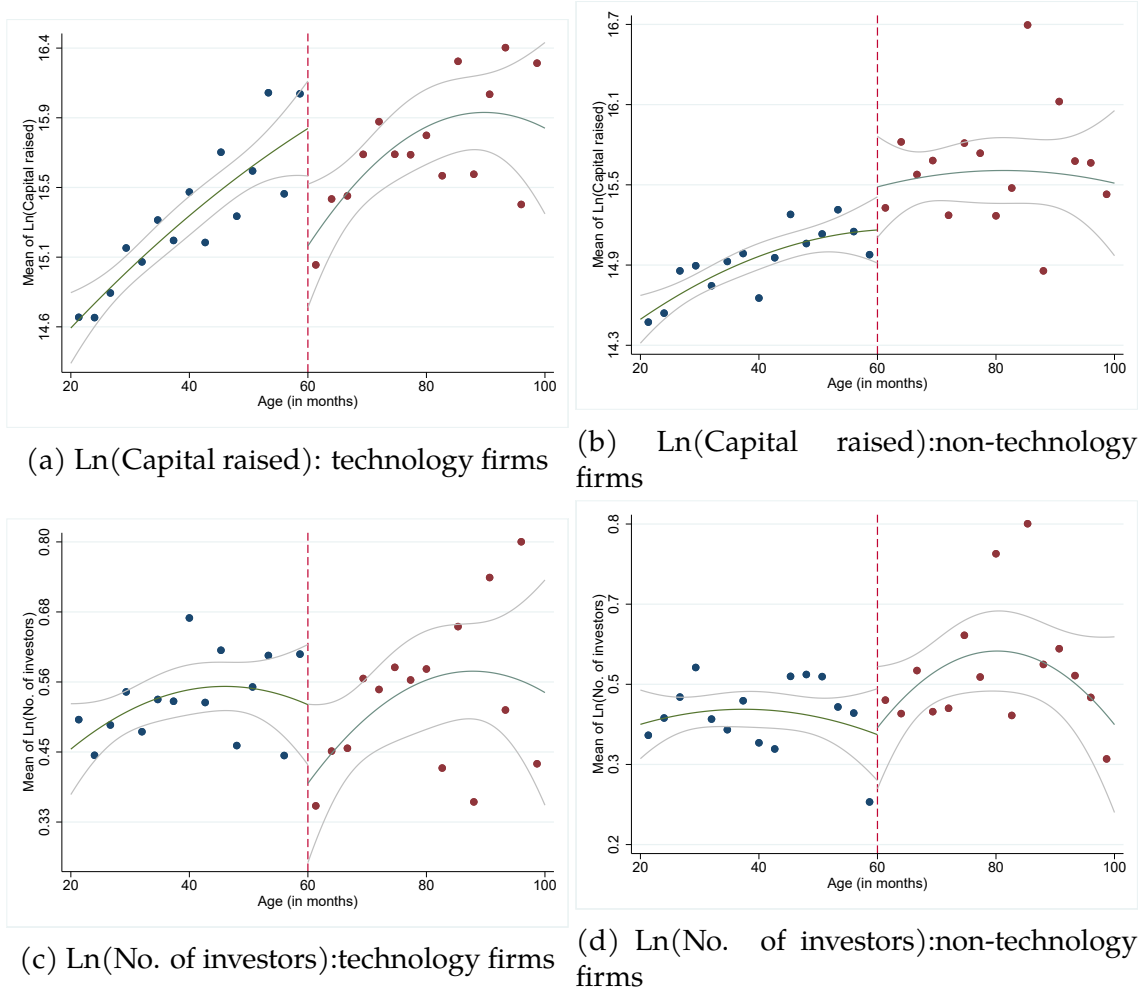 Mean of Ln(Capital raised)
16.4
15.9
15.5
15.1
14.6
20
40
60
80
100
Age (in months)
(a) Ln(Capital raised): technology firms
Mean of Ln(Capital raised)
16.7
16.1
15.5
14.9
14.3
20
40
60
80
100
Age (in months)
(b) Ln(Capital raised):non-technology
firms
Mean of Ln(No. of investors)
0.80
0.68
0.56
0.45
0.33
20
40
60
80
100
Age (in months)
(c) Ln(No. of investors):technology firms
Mean of Ln(No. of investors)
0.8
0.7
0.5
0.3
0.2
20
40
60
80
100
Age (in months)
(d) Ln(No. of investors):non-technology
firms